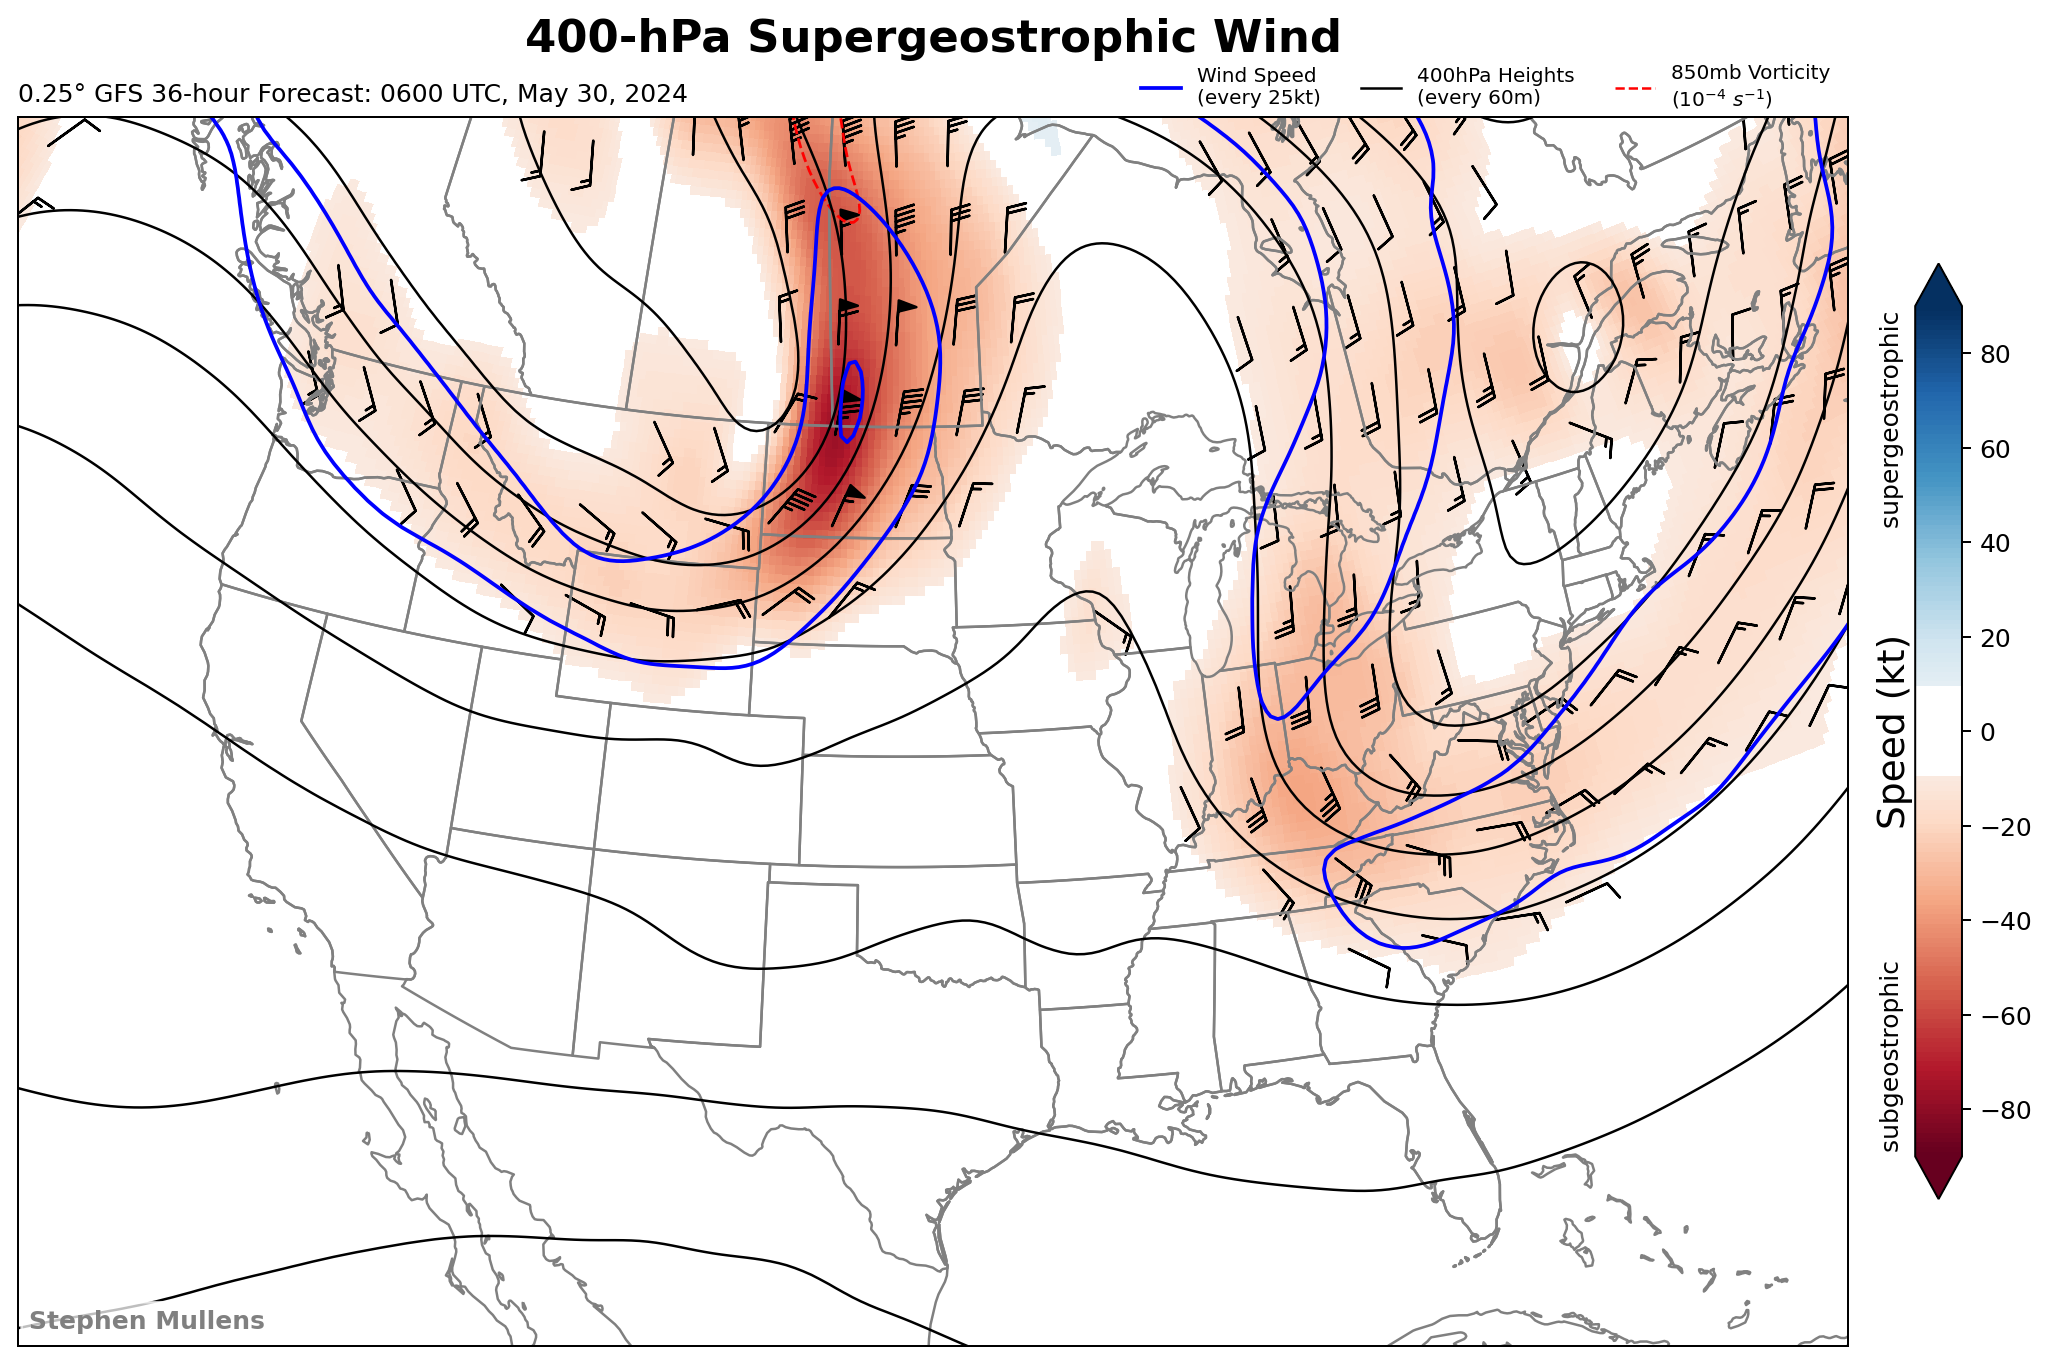 400-hPa Supergeostrophic Wind
0.25° GFS 36-hour Forecast: 0600 UTC, May 30, 2024
Wind Speed
(every 25kt)
400hPa Heights
(every 60m)
850mb Vorticity
(10⁻⁴ s⁻¹)
supergeostrophic
subgeostrophic
Speed (kt)
80
60
40
20
0
−20
−40
−60
−80
Stephen Mullens